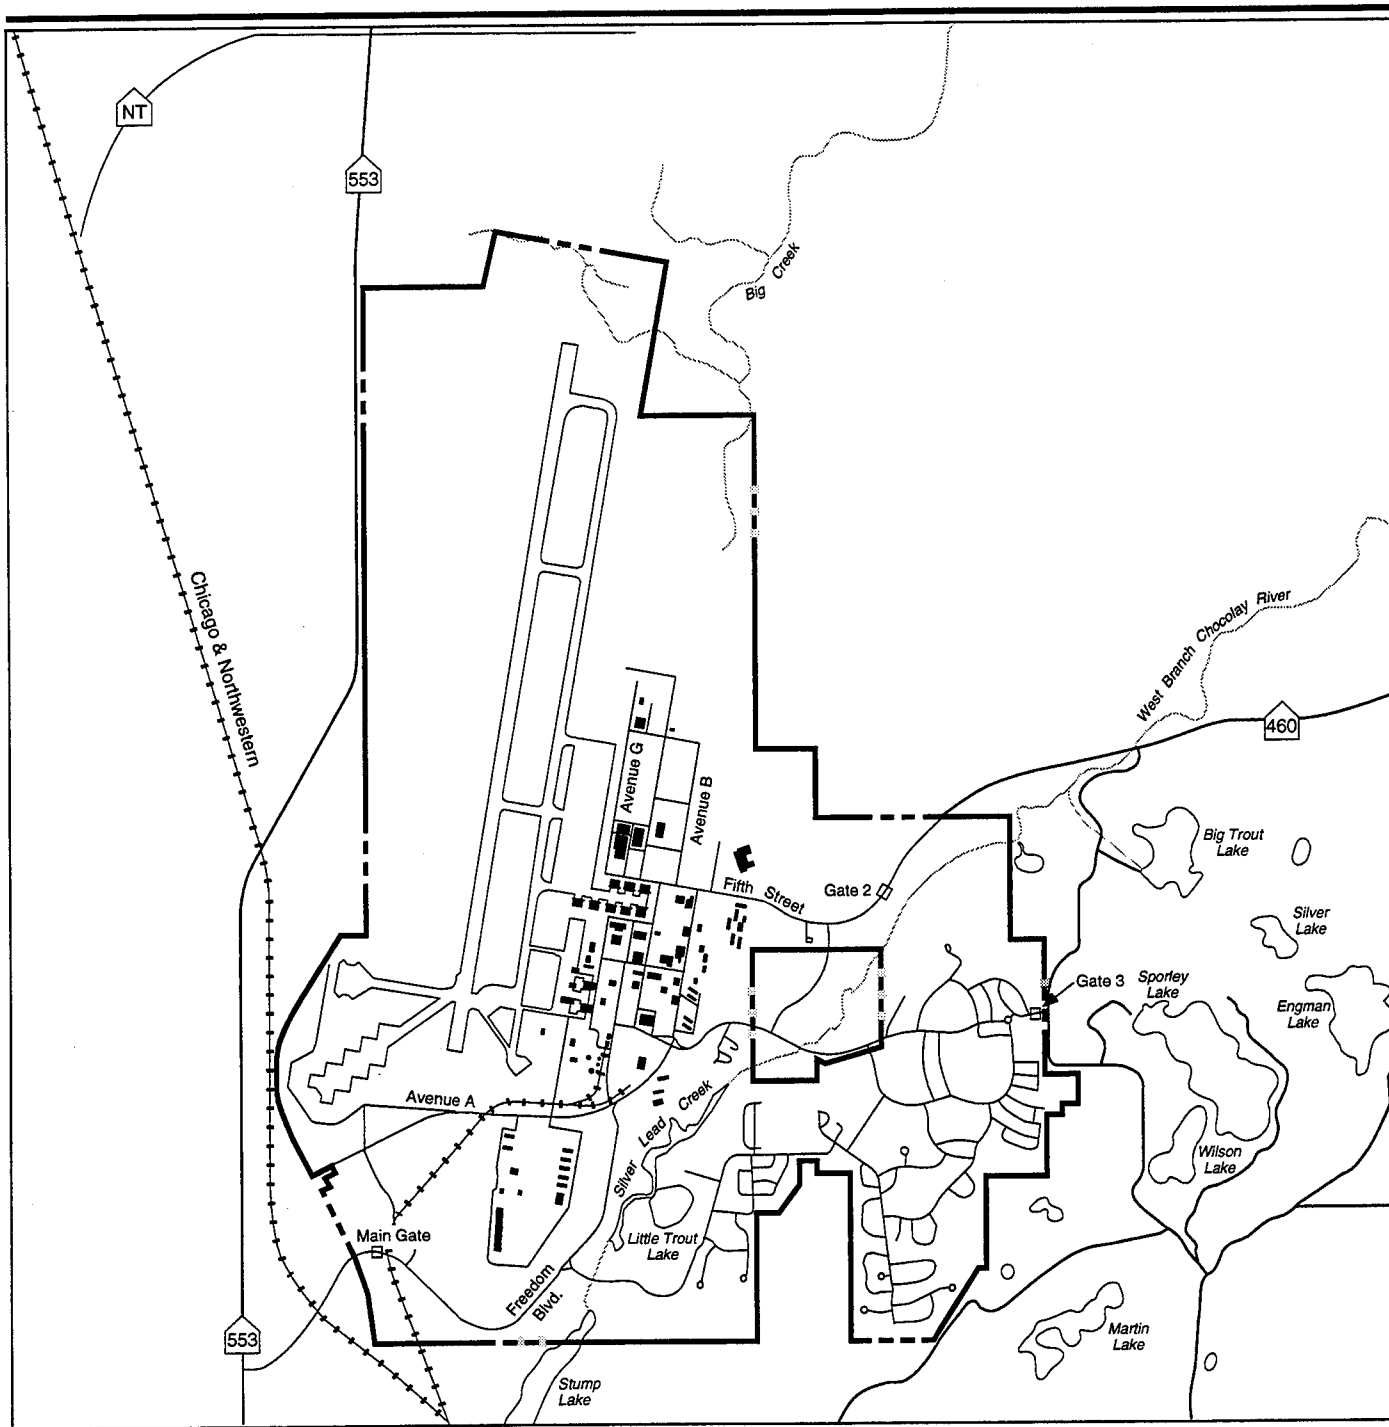 NT
553
Big Creek
Chicago & Northwestern
West Branch Chocolay River
460
Avenue G
Avenue B
Big Trout
Lake
Fifth Street
Gate 2
Silver
Lake
Gate 3
Sporley
Lake
Engman
Lake
Avenue A
Silver Lead Creek
Wilson
Lake
Main Gate
Little Trout
Lake
Freedom
Blvd.
553
Martin
Lake
Stump
Lake